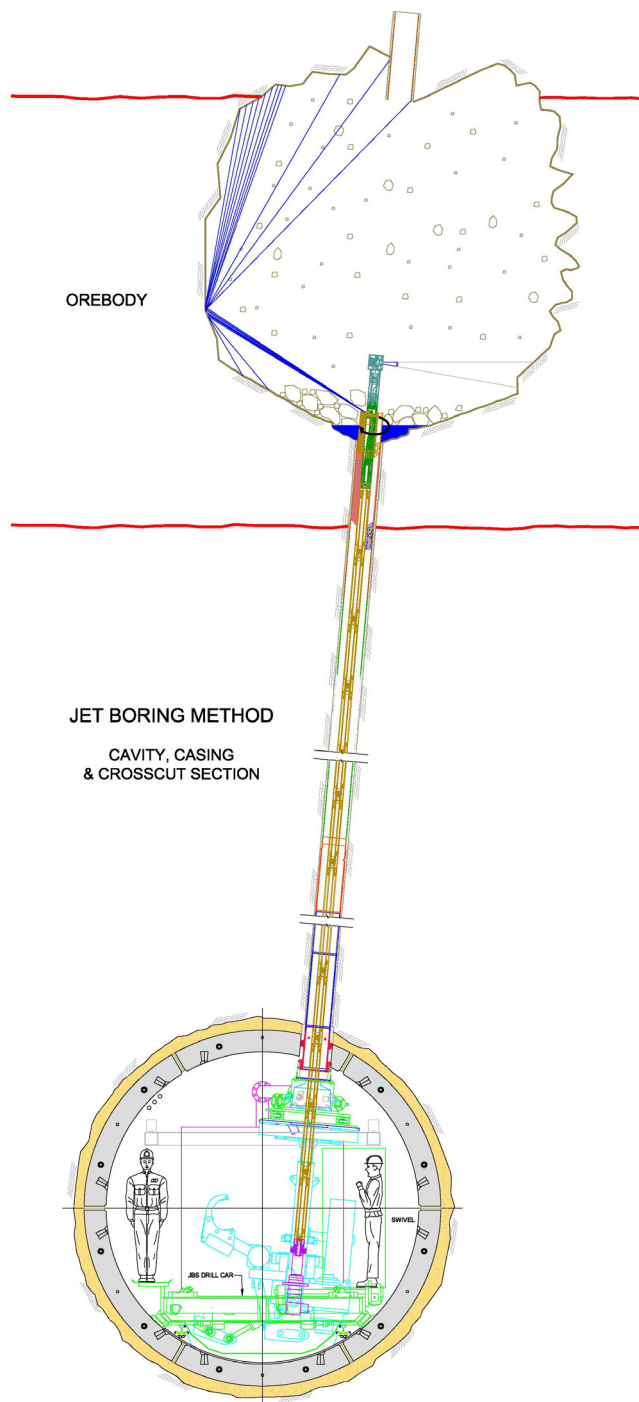 OREBODY
JET BORING METHOD
CAVITY, CASING
& CROSSCUT SECTION
SWIVEL
JBS DRILL CAR